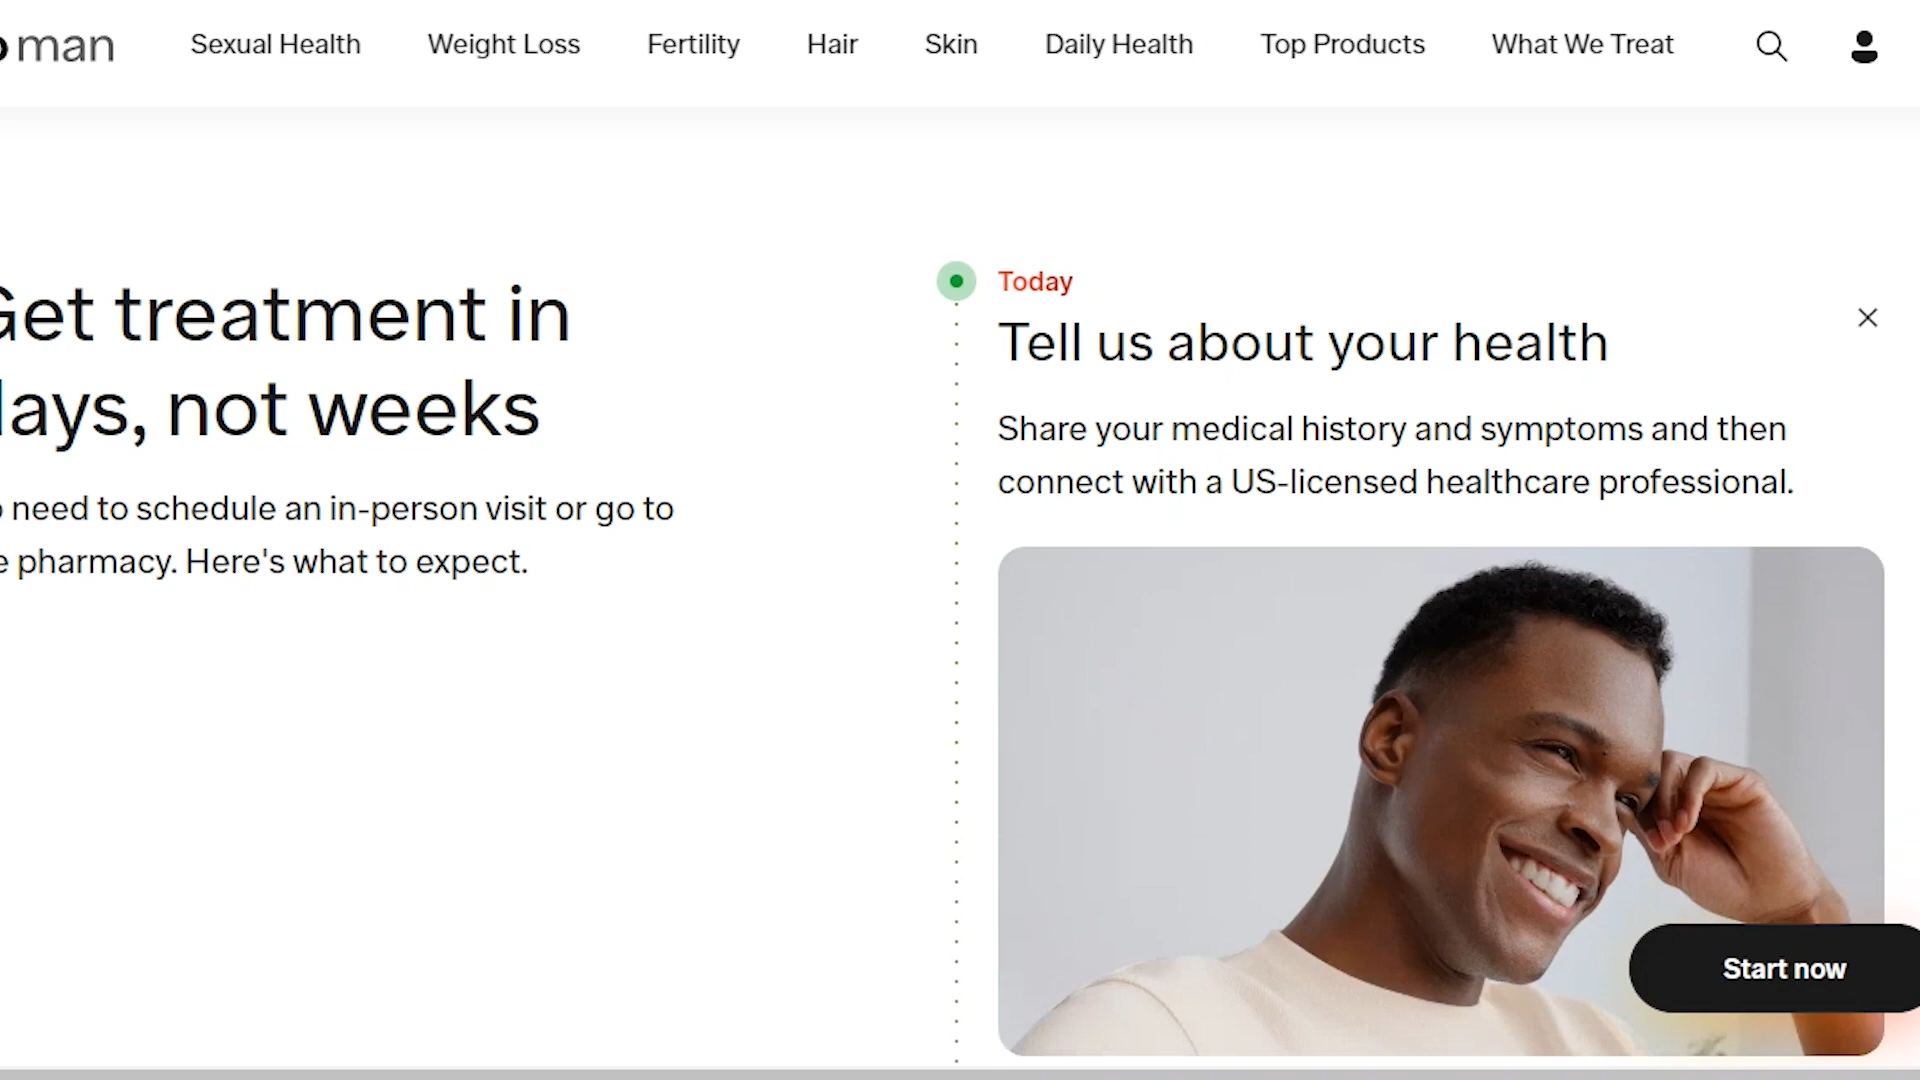 man
Sexual Health
Weight Loss
Fertility
Hair
Skin
Daily Health
Top Products
What We Treat
Get treatment in
days, not weeks
need to schedule an in-person visit or go to
pharmacy. Here's what to expect.
Today
Tell us about your health
Share your medical history and symptoms and then
connect with a US-licensed healthcare professional.
Start now